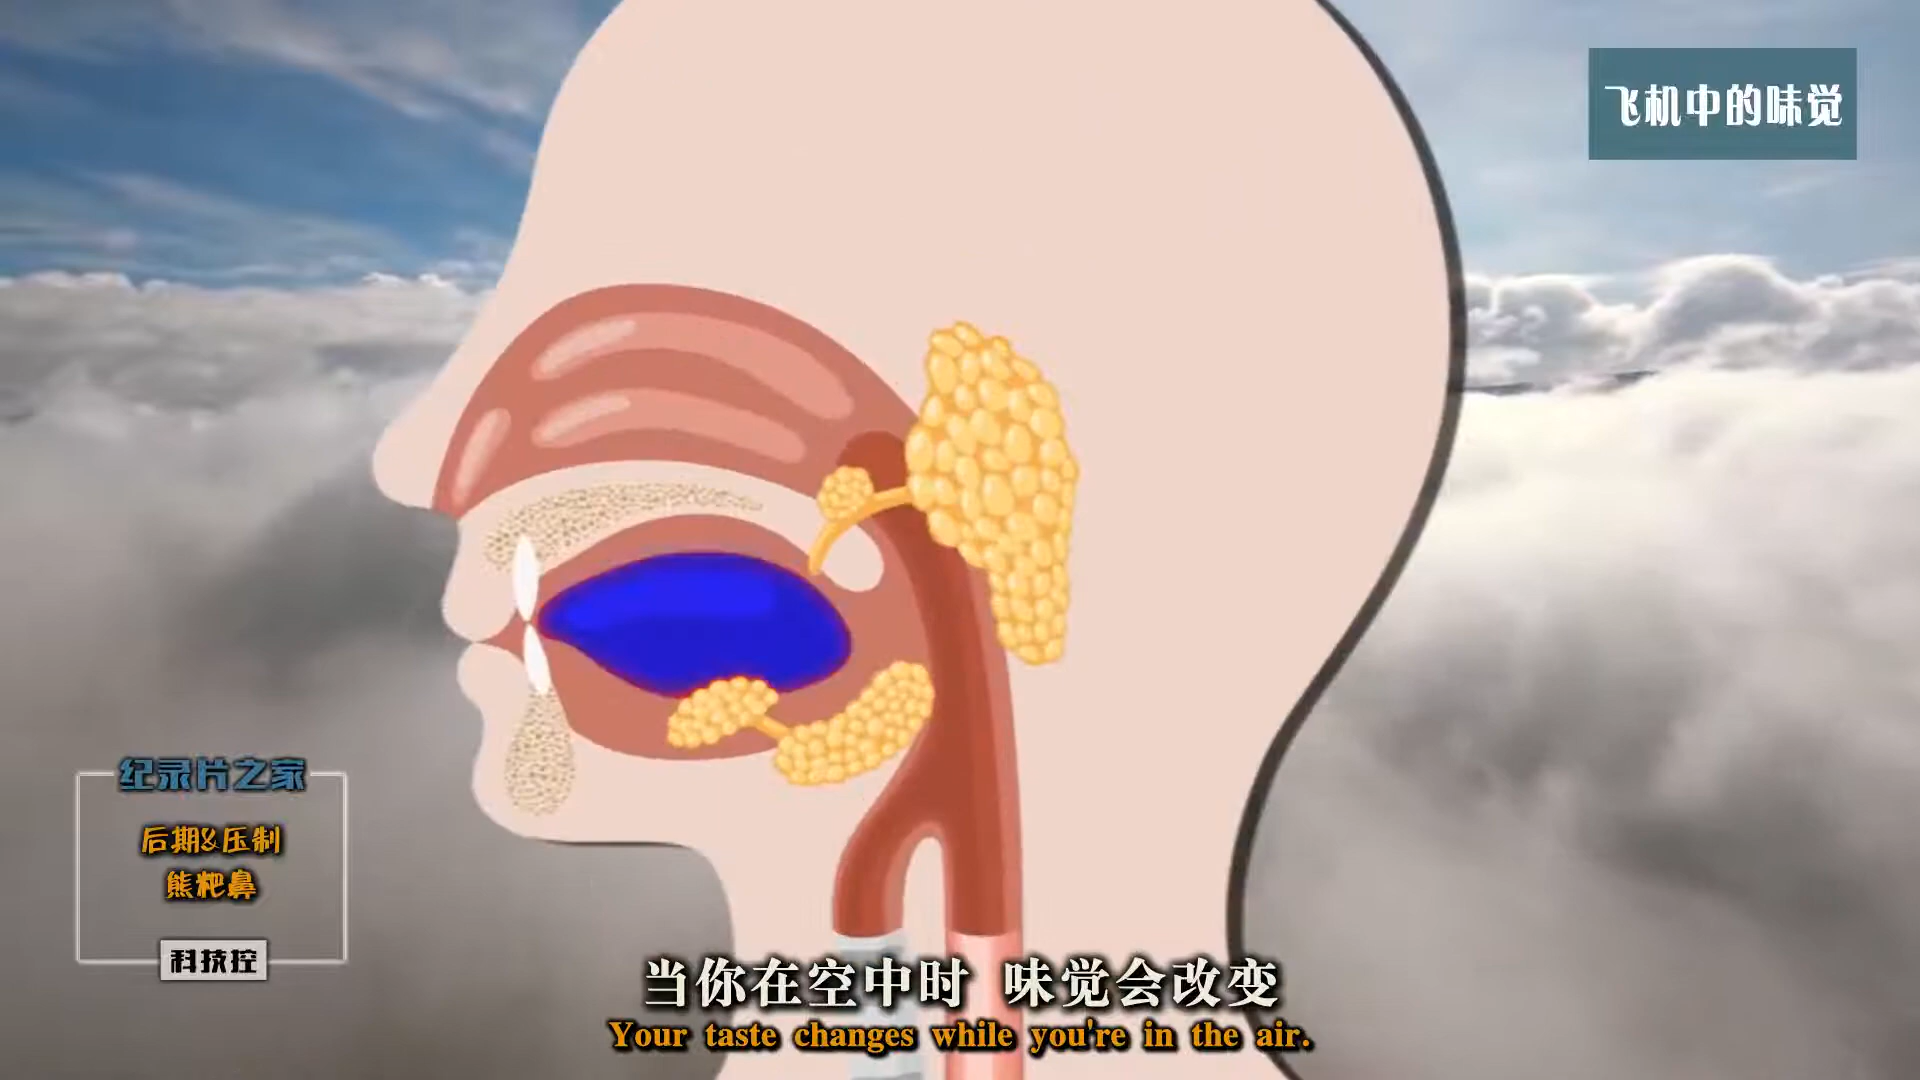 飞机中的味觉
纪录片之家
后期&压制
熊粑鼻
科技控
当你在空中时 味觉会改变
Your taste changes while you're in the air.